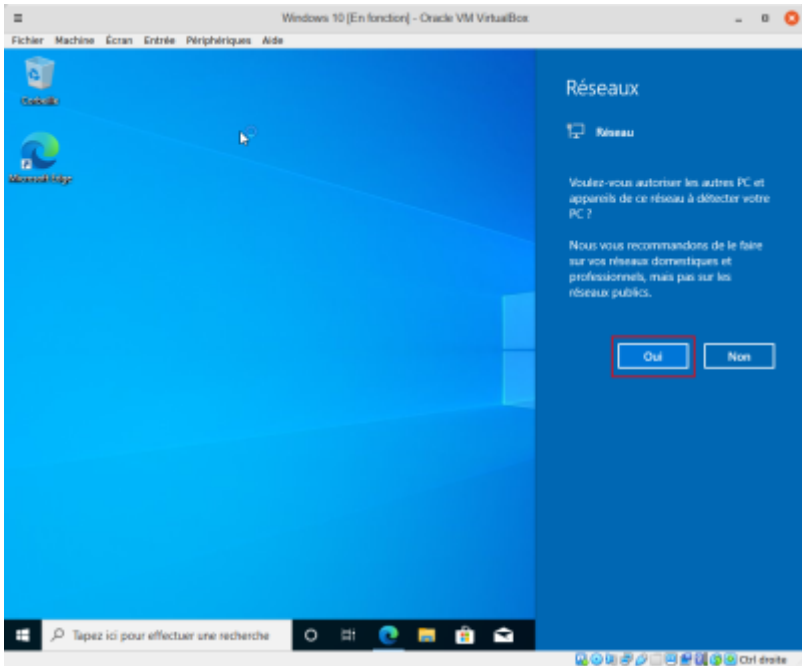 Windows 10 [En fonction] - Oracle VM VirtualBox
Fichier Machine Écran Entrée Périphériques Aide
Corbeille
Microsoft Edge
Réseaux
Réseau
Voulez-vous autoriser les autres PC et
appareils de ce réseau à détecter votre
PC ?
Nous vous recommandons de le faire
sur vos réseaux domestiques et
professionnels, mais pas sur les
réseaux publics.
Oui Non
Tapez ici pour effectuer une recherche
Ctrl droite